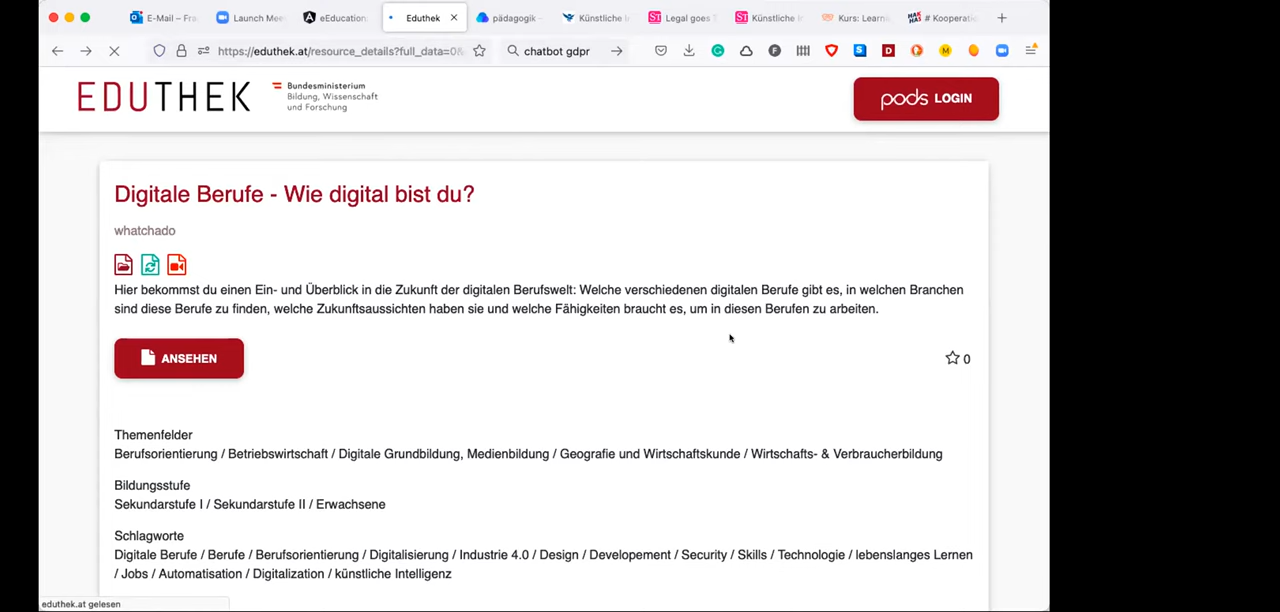 E-Mail – Fra
Launch Mee
eEducation
Eduthek
pädagogik
Künstliche I
Legal goes
Künstliche I
Kurs: Learni
# Kooperati
https://eduthek.at/resource_details?full_data=0&
chatbot gdpr
EDUTHEK
Bundesministerium
Bildung, Wissenschaft
und Forschung
pods LOGIN
Digitale Berufe - Wie digital bist du?
whatchado
Hier bekommst du einen Ein- und Überblick in die Zukunft der digitalen Berufswelt: Welche verschiedenen digitalen Berufe gibt es, in welchen Branchen
sind diese Berufe zu finden, welche Zukunftsaussichten haben sie und welche Fähigkeiten braucht es, um in diesen Berufen zu arbeiten.
ANSEHEN
0
Themenfelder
Berufsorientierung / Betriebswirtschaft / Digitale Grundbildung, Medienbildung / Geografie und Wirtschaftskunde / Wirtschafts- & Verbraucherbildung
Bildungsstufe
Sekundarstufe I / Sekundarstufe II / Erwachsene
Schlagworte
Digitale Berufe / Berufe / Berufsorientierung / Digitalisierung / Industrie 4.0 / Design / Developement / Security / Skills / Technologie / lebenslanges Lernen
/ Jobs / Automatisation / Digitalization / künstliche Intelligenz
eduthek.at gelesen